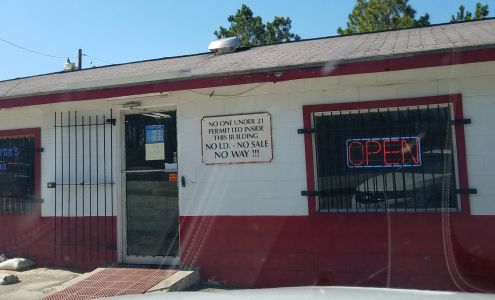 NO ONE UNDER 21
PERMITTED INSIDE
THIS BUILDING
NO I.D. - NO SALE
NO WAY !!!
OPEN